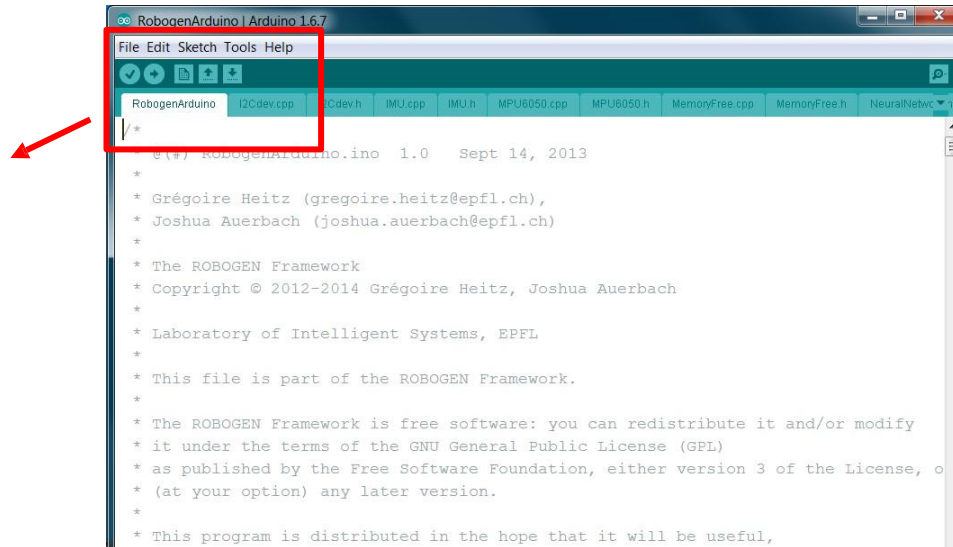 RobogenArduino | Arduino 1.6.7
File Edit Sketch Tools Help
RobogenArduino I2Cdev.cpp I2Cdev.h IMU.cpp IMU.h MPU6050.cpp MPU6050.h MemoryFree.cpp MemoryFree.h
/*
* @(#) RobogenArduino.ino 1.0 Sept 14, 2013
*
* Grégoire Heitz (gregoire.heitz@epfl.ch),
* Joshua Auerbach (joshua.auerbach@epfl.ch)
*
* The ROBOGEN Framework
* Copyright © 2012-2014 Grégoire Heitz, Joshua Auerbach
*
* Laboratory of Intelligent Systems, EPFL
*
* This file is part of the ROBOGEN Framework.
*
* The ROBOGEN Framework is free software: you can redistribute it and/or modify
* it under the terms of the GNU General Public License (GPL)
* as published by the Free Software Foundation, either version 3 of the License, o
* (at your option) any later version.
*
* This program is distributed in the hope that it will be useful,